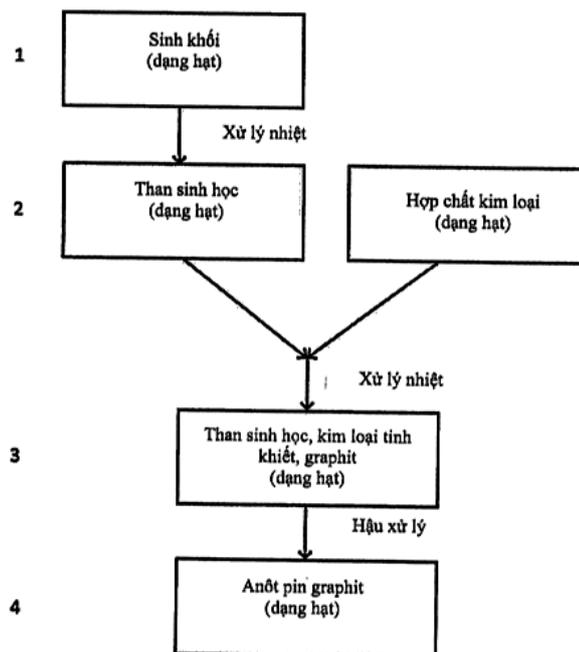 1
Sinh khối
(dạng hạt)
Xử lý nhiệt
2
Than sinh học
(dạng hạt)
Hợp chất kim loại
(dạng hạt)
Xử lý nhiệt
3
Than sinh học, kim loại tinh
khiết, graphit
(dạng hạt)
Hậu xử lý
4
Anôt pin graphit
(dạng hạt)